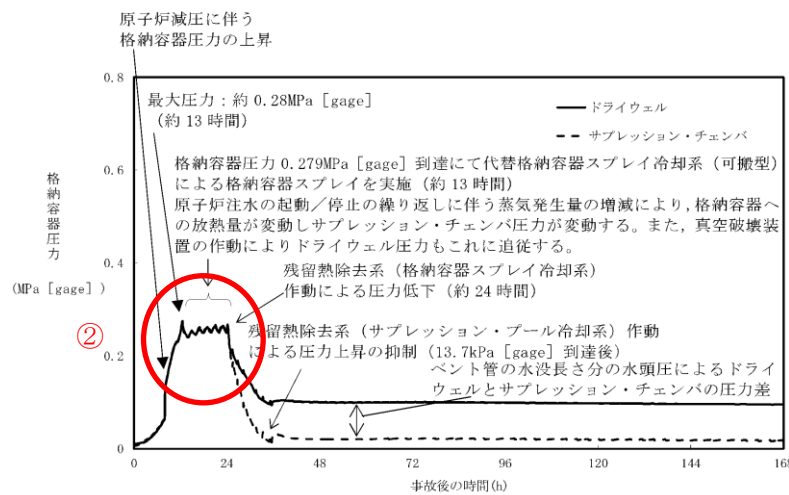 原子炉減圧に伴う
格納容器圧力の上昇
0.8
最大圧力：約 0.28MPa［gage］
（約 13 時間）
ドライウェル
サプレッション・チェンバ
0.6
格納容器圧力 0.279MPa［gage］到達にて代替格納容器スプレイ冷却系（可搬型）
による格納容器スプレイを実施（約 13 時間）
原子炉注水の起動／停止の繰り返しに伴う蒸気発生量の増減により，格納容器へ
の放熱量が変動しサプレッション・チェンバ圧力が変動する。また，真空破壊装
置の作動によりドライウェル圧力もこれに追従する。
格納容器圧力
(MPa［gage］)
0.4
残留熱除去系（格納容器スプレイ冷却系）
作動による圧力低下（約 24 時間）
②
残留熱除去系（サプレッション・プール冷却系）作動
による圧力上昇の抑制（13.7kPa［gage］到達後）
0.2
ベント管の水没長さ分の水頭圧によるドライ
ウェルとサプレッション・チェンバの圧力差
0
0 24 48 72 96 120 144 168
事故後の時間(h)